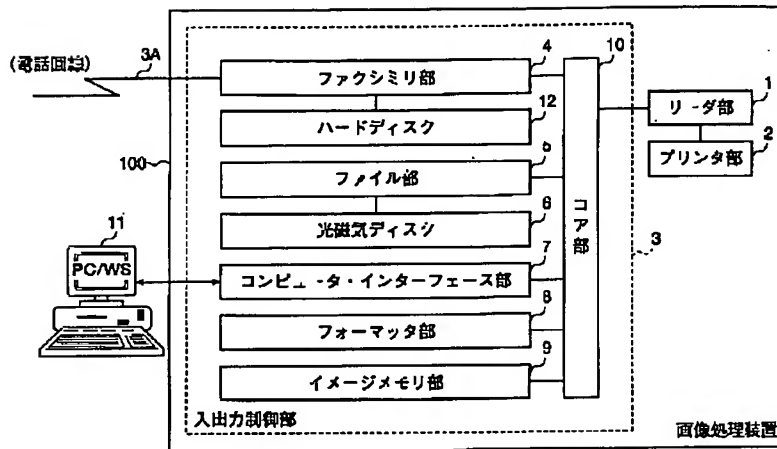 (電話回線)
3A
4
10
ファクシミリ部
1
リーダ部
12
ハードディスク
2
プリンタ部
100
5
ファイル部
コア部
6
光磁気ディスク
3
11
PC/WS
7
コンピュータ・インターフェース部
8
フォーマッタ部
9
イメージメモリ部
入出力制御部
画像処理装置